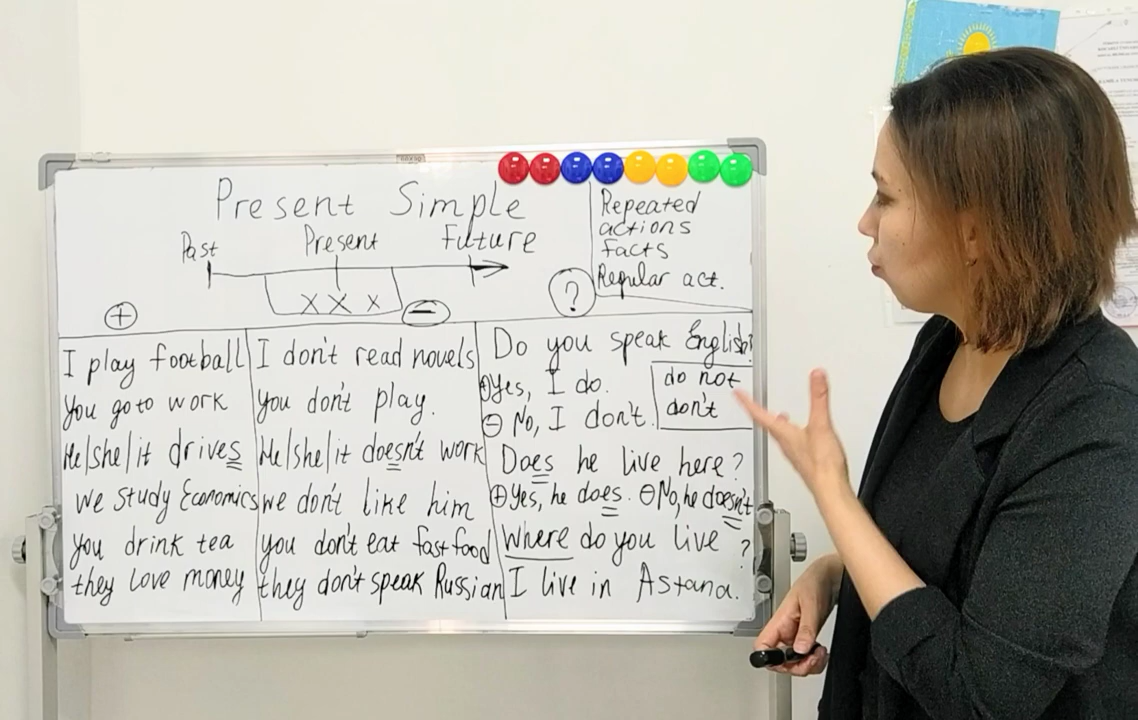 Present Simple
Past Present Future
x x x
+
−
?
Repeated
actions
facts
Regular act.
I play football
you go to work
He/she/it drives
we study Economics
you drink tea
they love money
I don't read novels
you don't play.
He/she/it doesn't work
we don't like him
you don't eat fast food
they don't speak Russian
Do you speak English?
+ Yes, I do.
− No, I don't.
do not
don't
Does he live here?
+ Yes, he does. − No, he doesn't
Where do you live ?
I live in Astana.